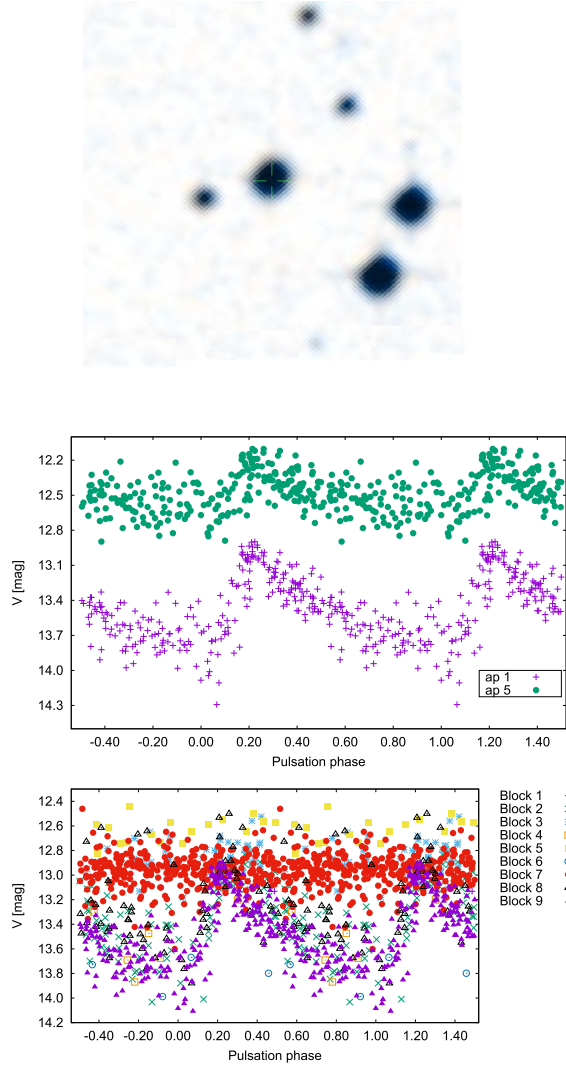 12.2
12.5
12.8
13.1
13.4
13.7
14.0
14.3
V [mag]
ap 1
ap 5
-0.40 -0.20 0.00 0.20 0.40 0.60 0.80 1.00 1.20 1.40
Pulsation phase
12.4
12.6
12.8
13.0
13.2
13.4
13.6
13.8
14.0
14.2
V [mag]
Block 1
Block 2
Block 3
Block 4
Block 5
Block 6
Block 7
Block 8
Block 9
-0.40 -0.20 0.00 0.20 0.40 0.60 0.80 1.00 1.20 1.40
Pulsation phase